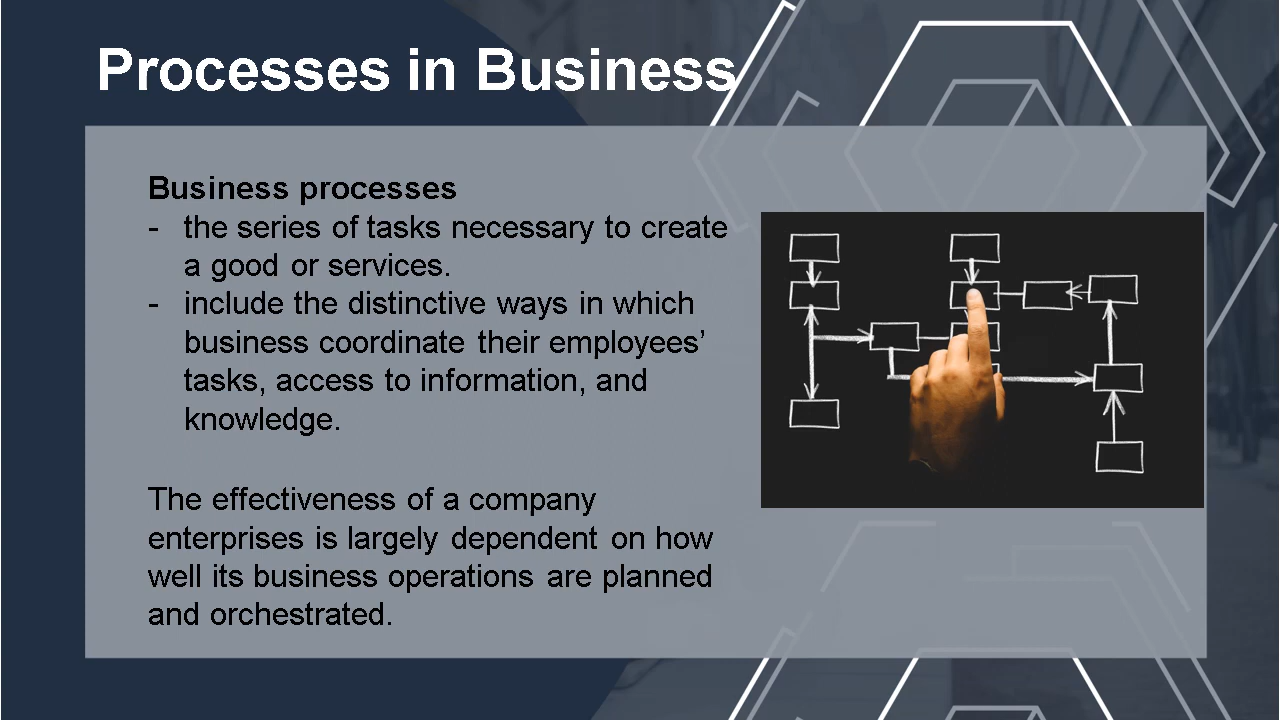 Processes in Business
Business processes
- the series of tasks necessary to create
a good or services.
- include the distinctive ways in which
business coordinate their employees’
tasks, access to information, and
knowledge.
The effectiveness of a company
enterprises is largely dependent on how
well its business operations are planned
and orchestrated.